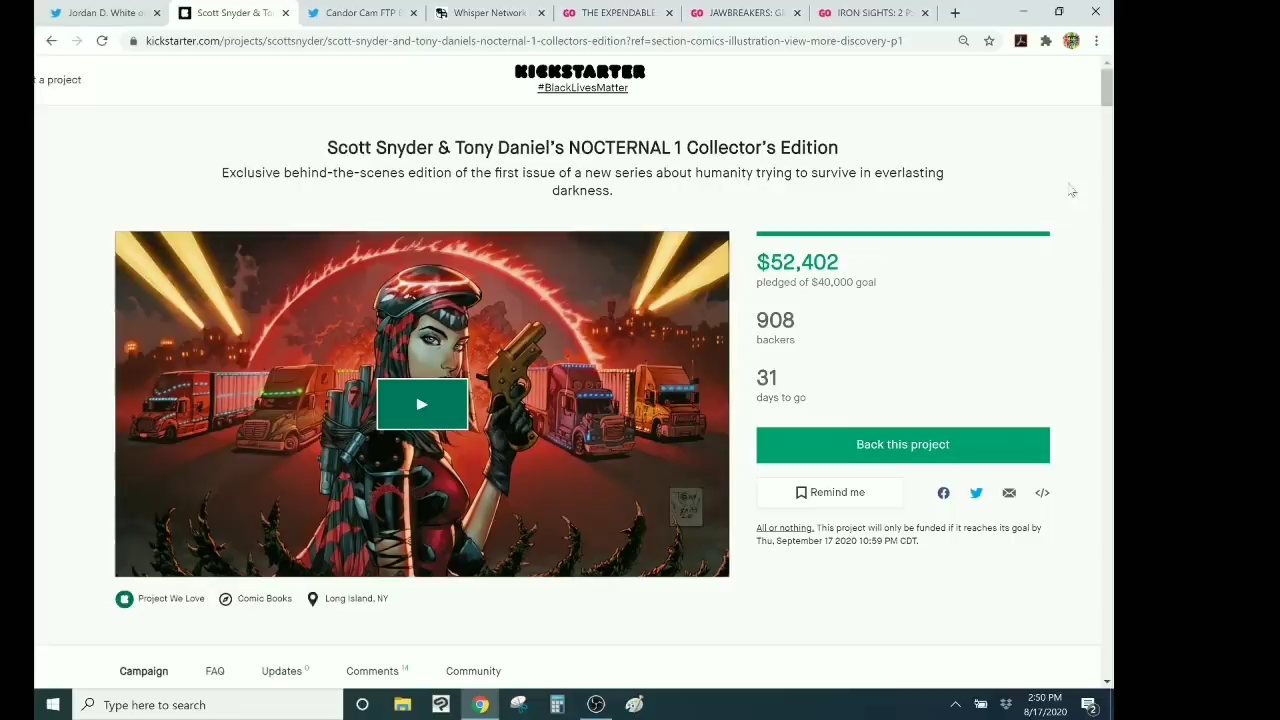 Jordan D. White o
Scott Snyder & To
Candor Cam FTP
Whisper Network
GO THE EXPENDABLE
GO JAWBREAKERS: G
GO IRON SIGHTS: 2 P
kickstarter.com/projects/scottsnyder/scott-snyder-and-tony-daniels-nocternal-1-collectors-edition?ref=section-comics-illustration-view-more-discovery-p1
t a project
KICKSTARTER
#BlackLivesMatter
Scott Snyder & Tony Daniel's NOCTERNAL 1 Collector's Edition
Exclusive behind-the-scenes edition of the first issue of a new series about humanity trying to survive in everlasting
darkness.
$52,402
pledged of $40,000 goal
908
backers
31
days to go
Back this project
Remind me
All or nothing. This project will only be funded if it reaches its goal by
Thu, September 17 2020 10:59 PM CDT.
Project We Love
Comic Books
Long Island, NY
Campaign
FAQ
Updates 0
Comments 14
Community
Type here to search
2:50 PM
8/17/2020
2